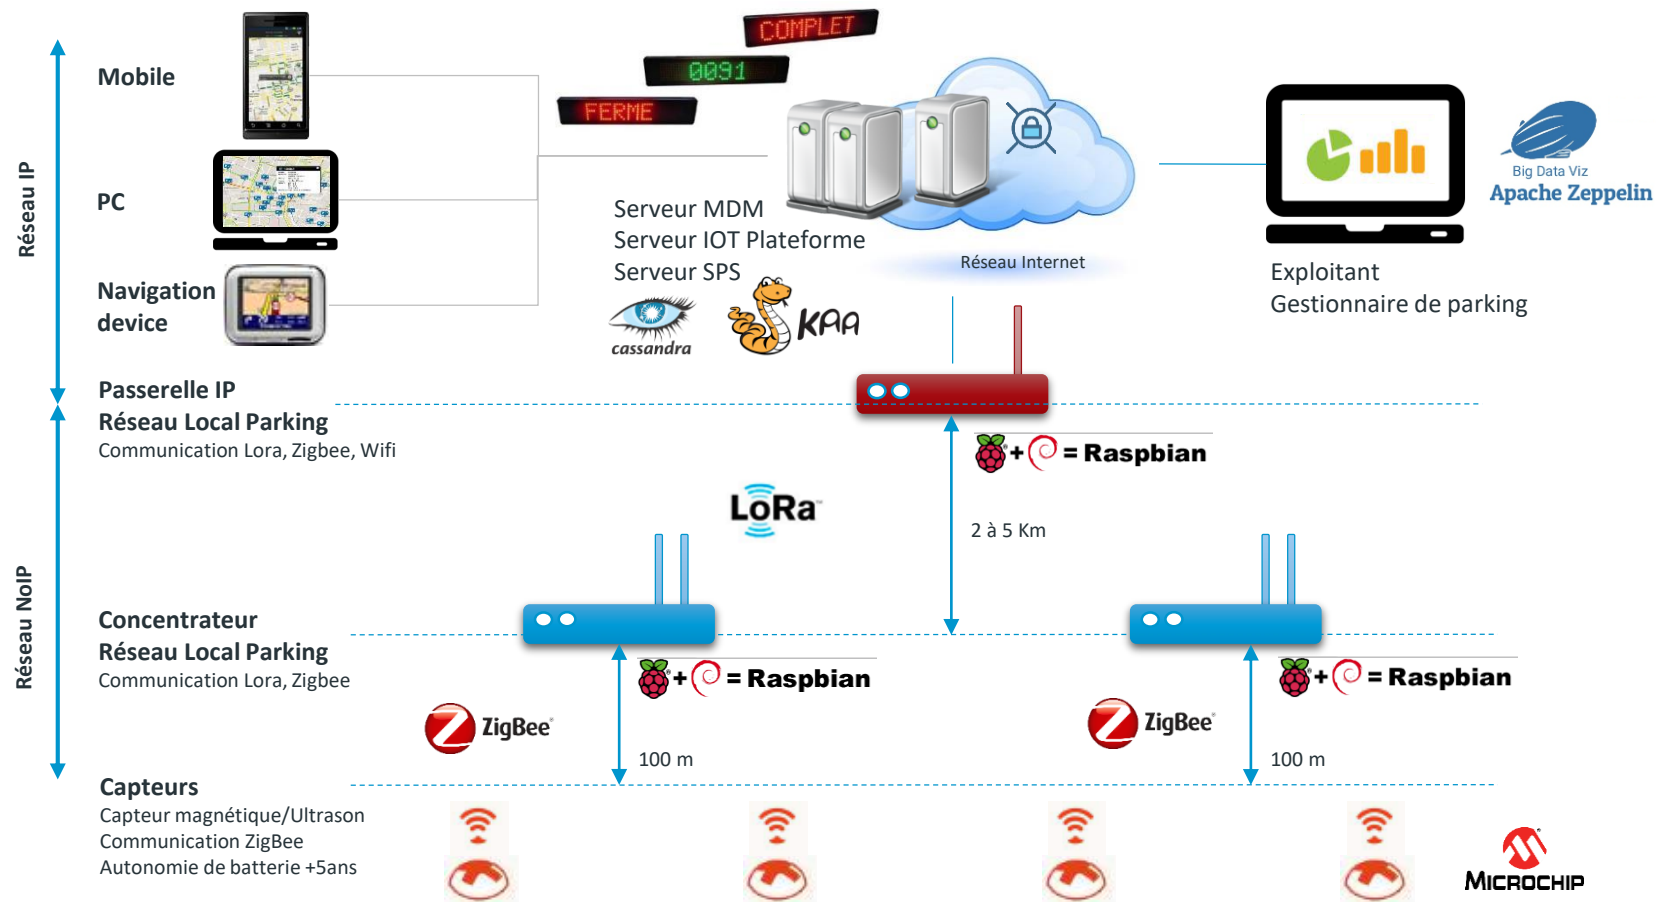 Réseau IP
Mobile
PC
Navigation
device
COMPLET
0091
FERME
Serveur MDM
Serveur IOT Plateforme
Serveur SPS
cassandra
KAA
Réseau Internet
Big Data Viz
Apache Zeppelin
Exploitant
Gestionnaire de parking
Passerelle IP
Réseau Local Parking
Communication Lora, Zigbee, Wifi
+ = Raspbian
LoRa™
2 à 5 Km
Réseau NoIP
Concentrateur
Réseau Local Parking
Communication Lora, Zigbee
+ = Raspbian
+ = Raspbian
ZigBee®
ZigBee®
100 m
100 m
Capteurs
Capteur magnétique/Ultrason
Communication ZigBee
Autonomie de batterie +5ans
MICROCHIP